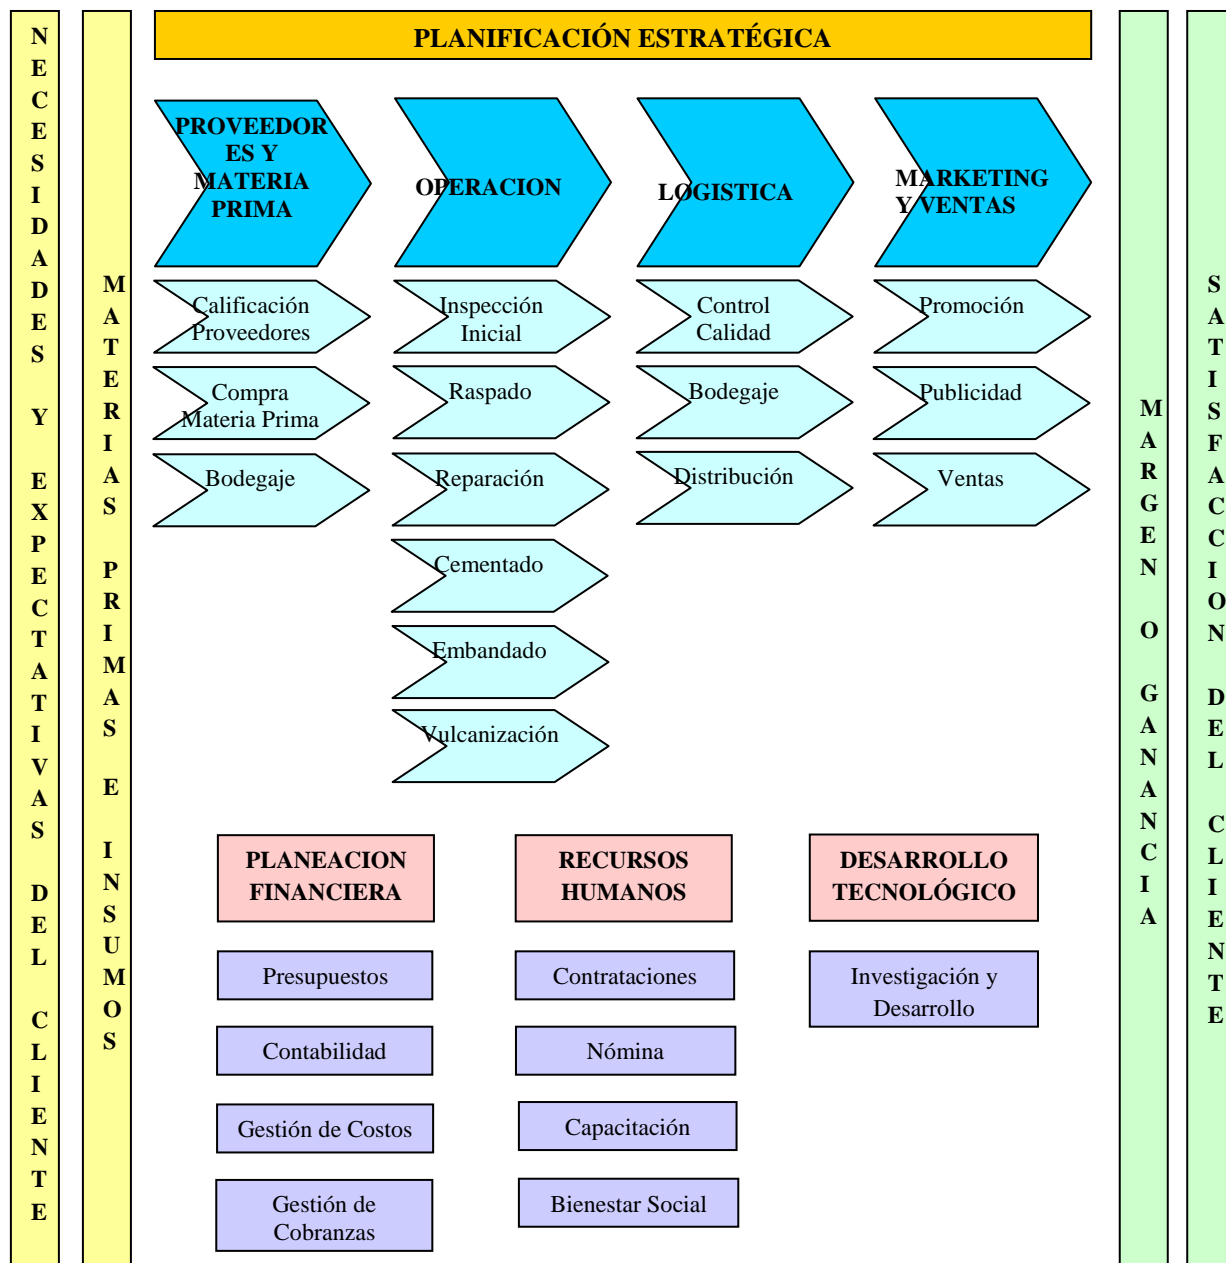 NECESIDADES Y EXPECTATIVAS DEL CLIENTE
MATERIAS PRIMAS E INSUMOS
PLANIFICACIÓN ESTRATÉGICA
PROVEEDOR
ES Y
MATERIA
PRIMA
OPERACION
LOGISTICA
MARKETING
Y VENTAS
Calificación
Proveedores
Compra
Materia Prima
Bodegaje
Inspección
Inicial
Raspado
Reparación
Cementado
Embandado
Vulcanización
Control
Calidad
Bodegaje
Distribución
Promoción
Publicidad
Ventas
PLANEACION
FINANCIERA
Presupuestos
Contabilidad
Gestión de Costos
Gestión de
Cobranzas
RECURSOS
HUMANOS
Contrataciones
Nómina
Capacitación
Bienestar Social
DESARROLLO
TECNOLÓGICO
Investigación y
Desarrollo
MARGEN O GANANCIA
SATISFACCION DEL CLIENTE